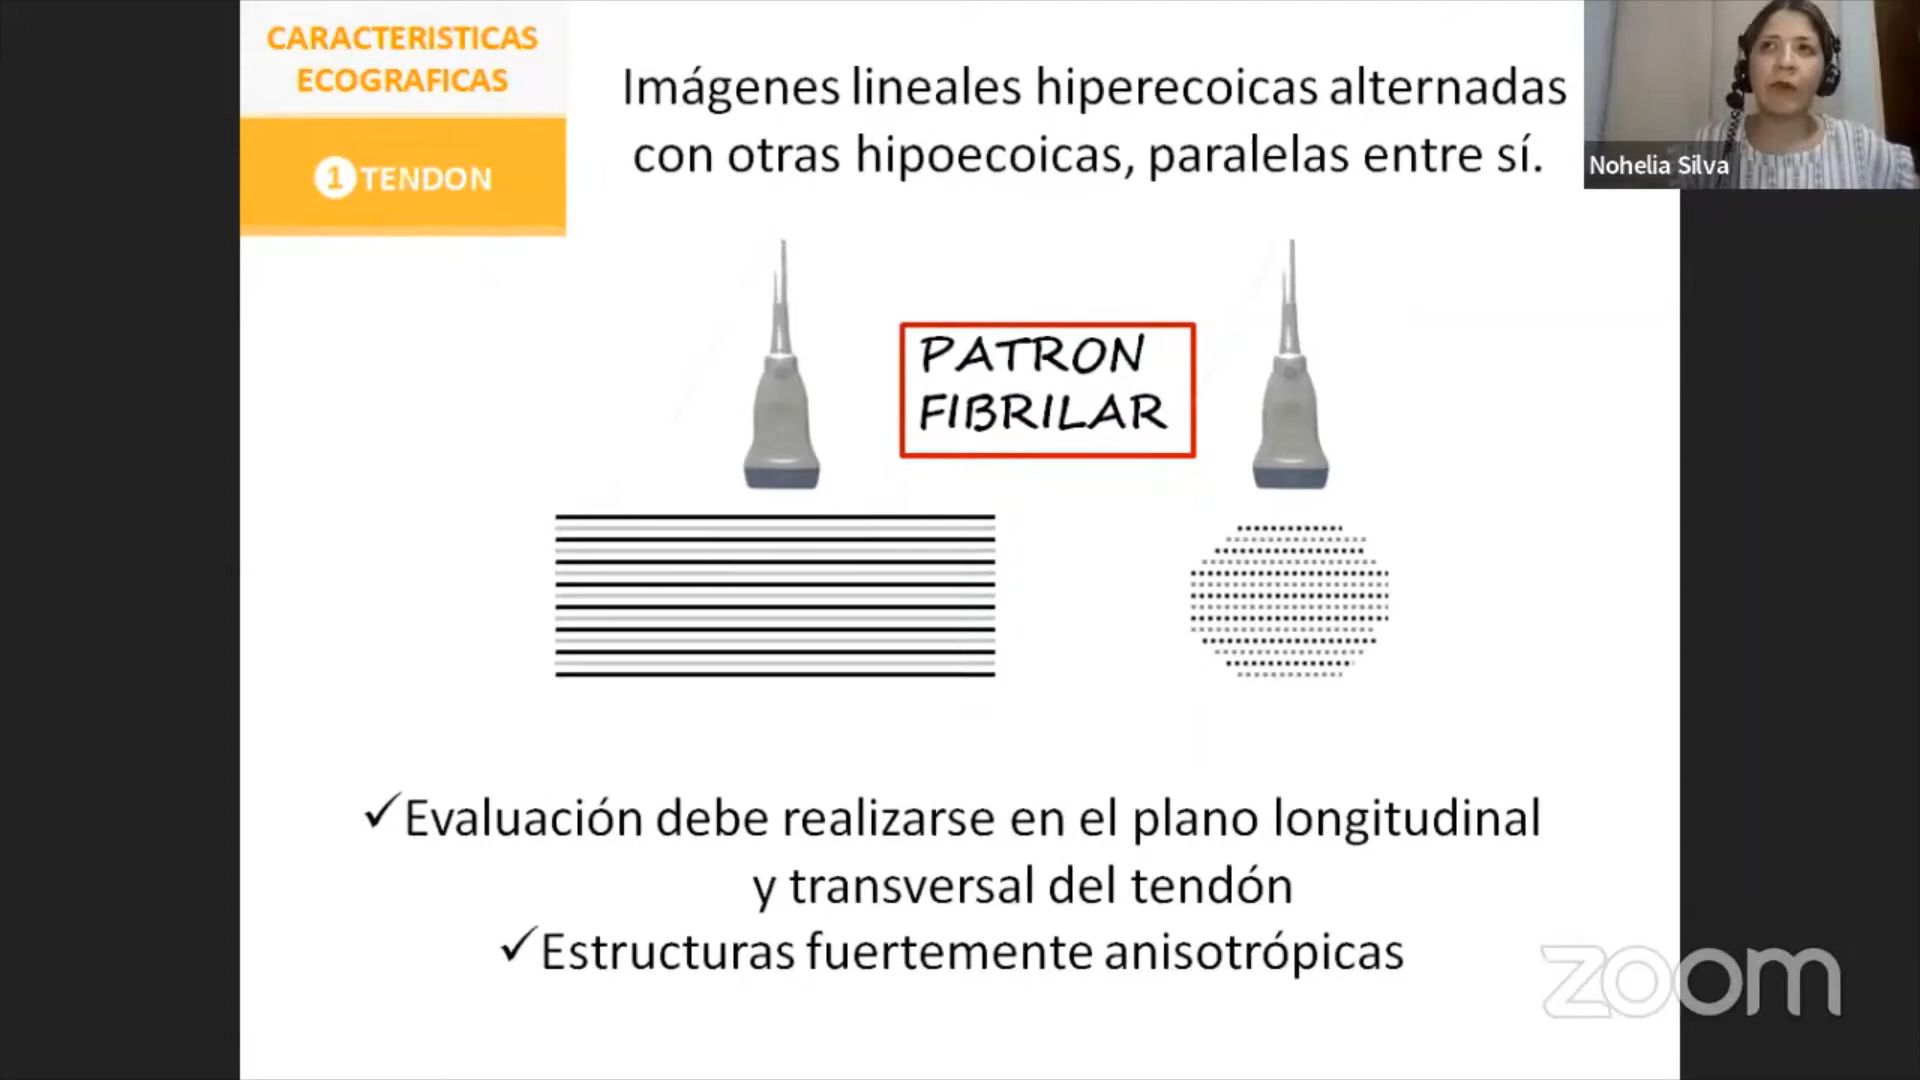 CARACTERISTICAS
ECOGRAFICAS
1 TENDON
Imágenes lineales hiperecoicas alternadas
con otras hipoecoicas, paralelas entre sí.
Nohelia Silva
PATRON
FIBRILAR
✓Evaluación debe realizarse en el plano longitudinal
y transversal del tendón
✓Estructuras fuertemente anisotrópicas
zoom